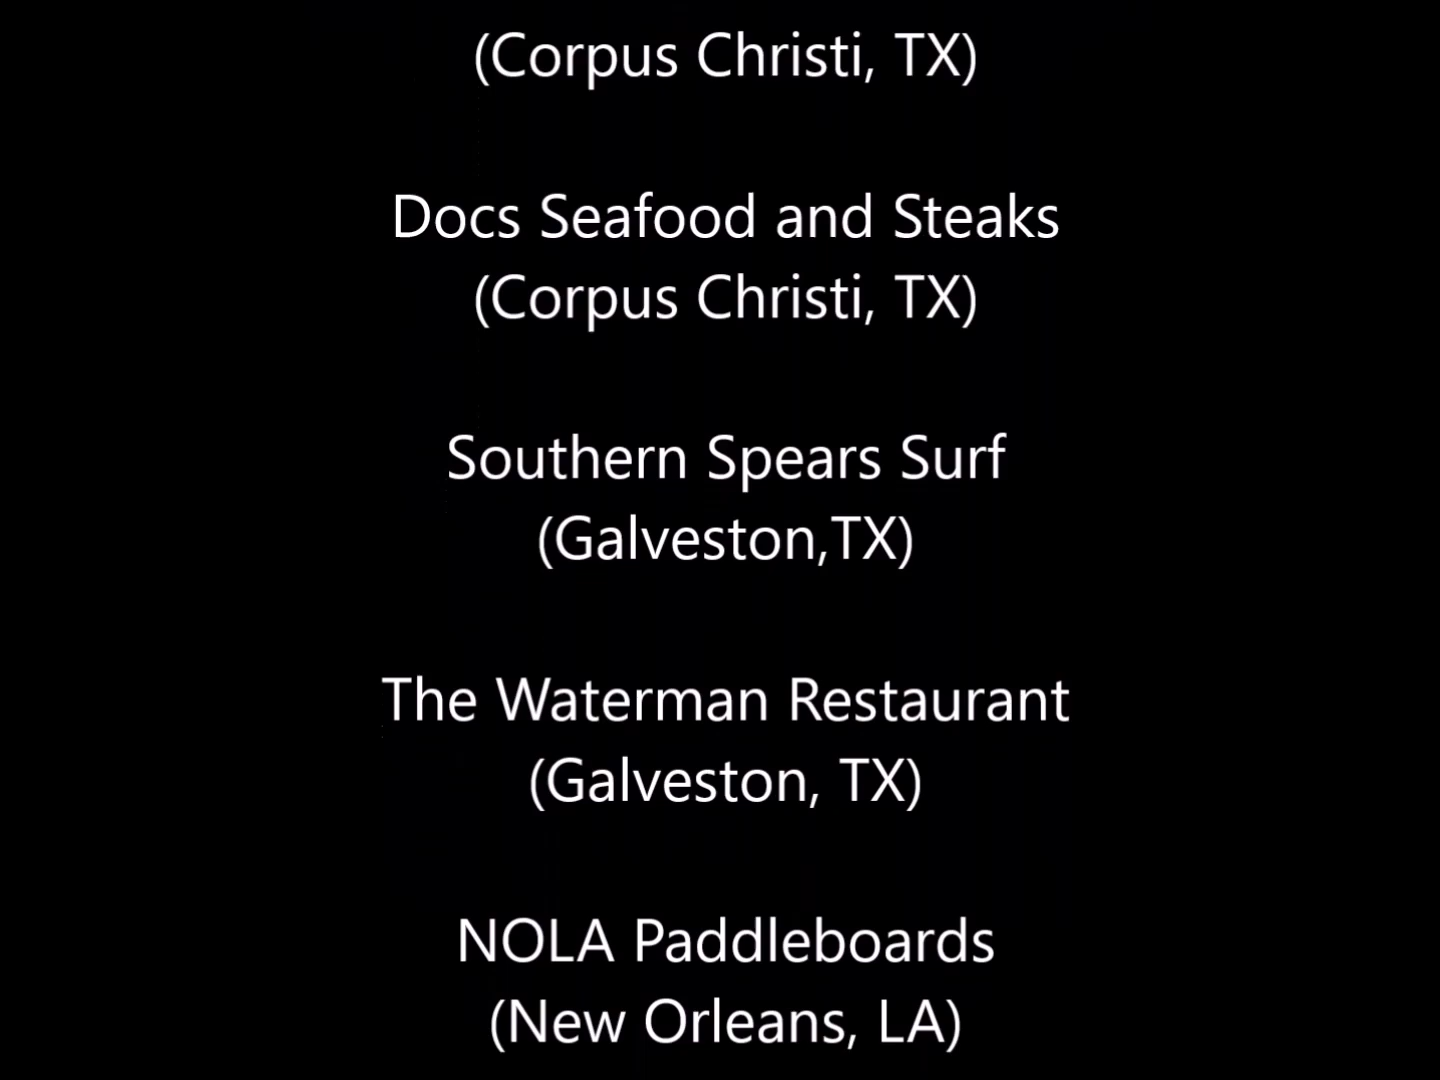 (Corpus Christi, TX)
Docs Seafood and Steaks
(Corpus Christi, TX)
Southern Spears Surf
(Galveston,TX)
The Waterman Restaurant
(Galveston, TX)
NOLA Paddleboards
(New Orleans, LA)